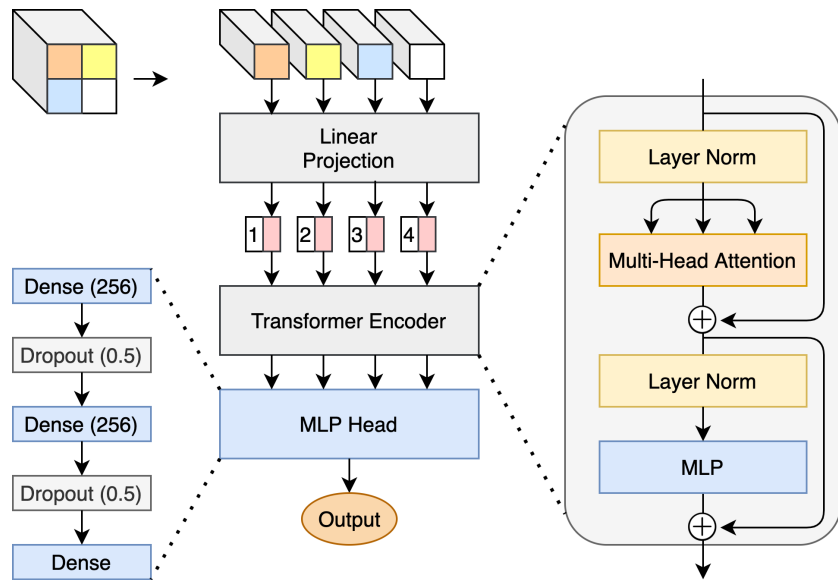 Linear
Projection
1
2
3
4
Transformer Encoder
MLP Head
Output
Dense (256)
Dropout (0.5)
Dense (256)
Dropout (0.5)
Dense
Layer Norm
Multi-Head Attention
Layer Norm
MLP